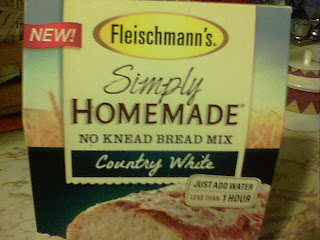 NEW!
Fleischmann's®
Simply
HOMEMADE®
NO KNEAD BREAD MIX
Country White
JUST ADD WATER
LESS THAN 1 HOUR